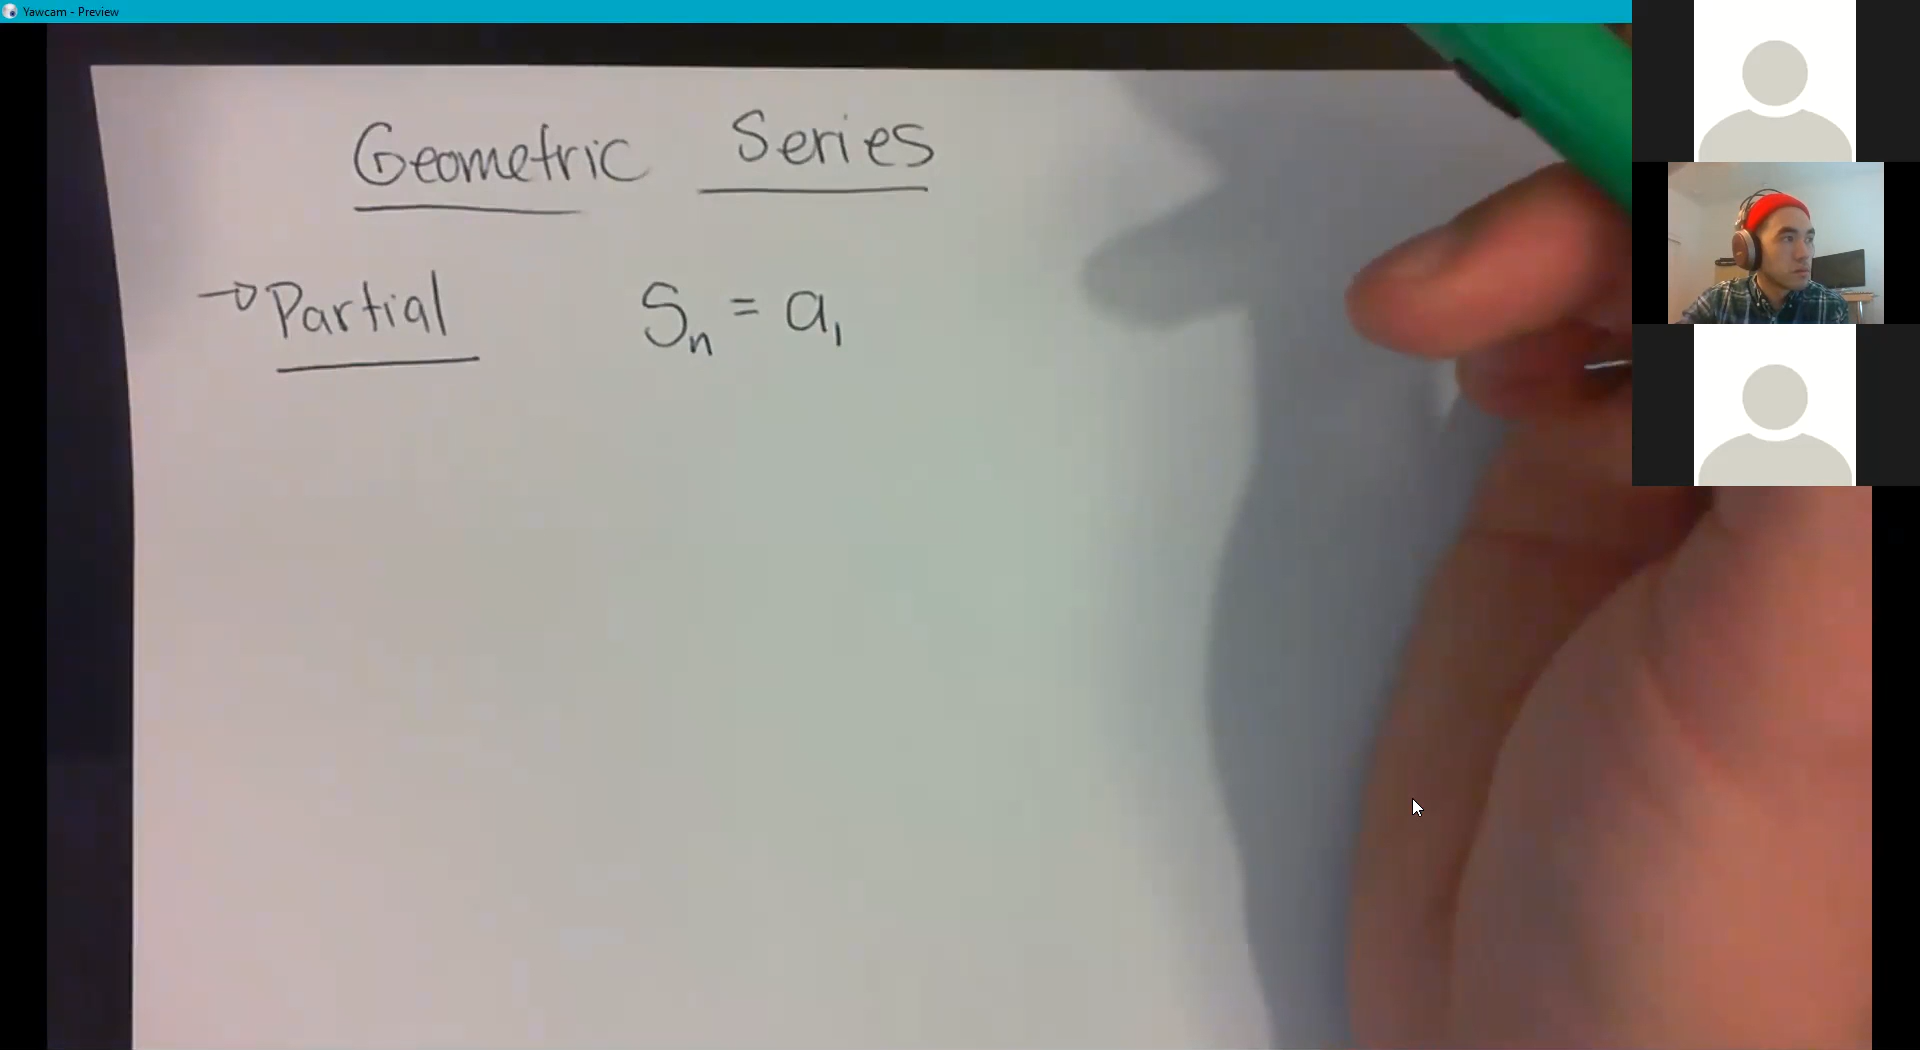 Yawcam - Preview
Geometric Series
→ Partial Sₙ = a₁